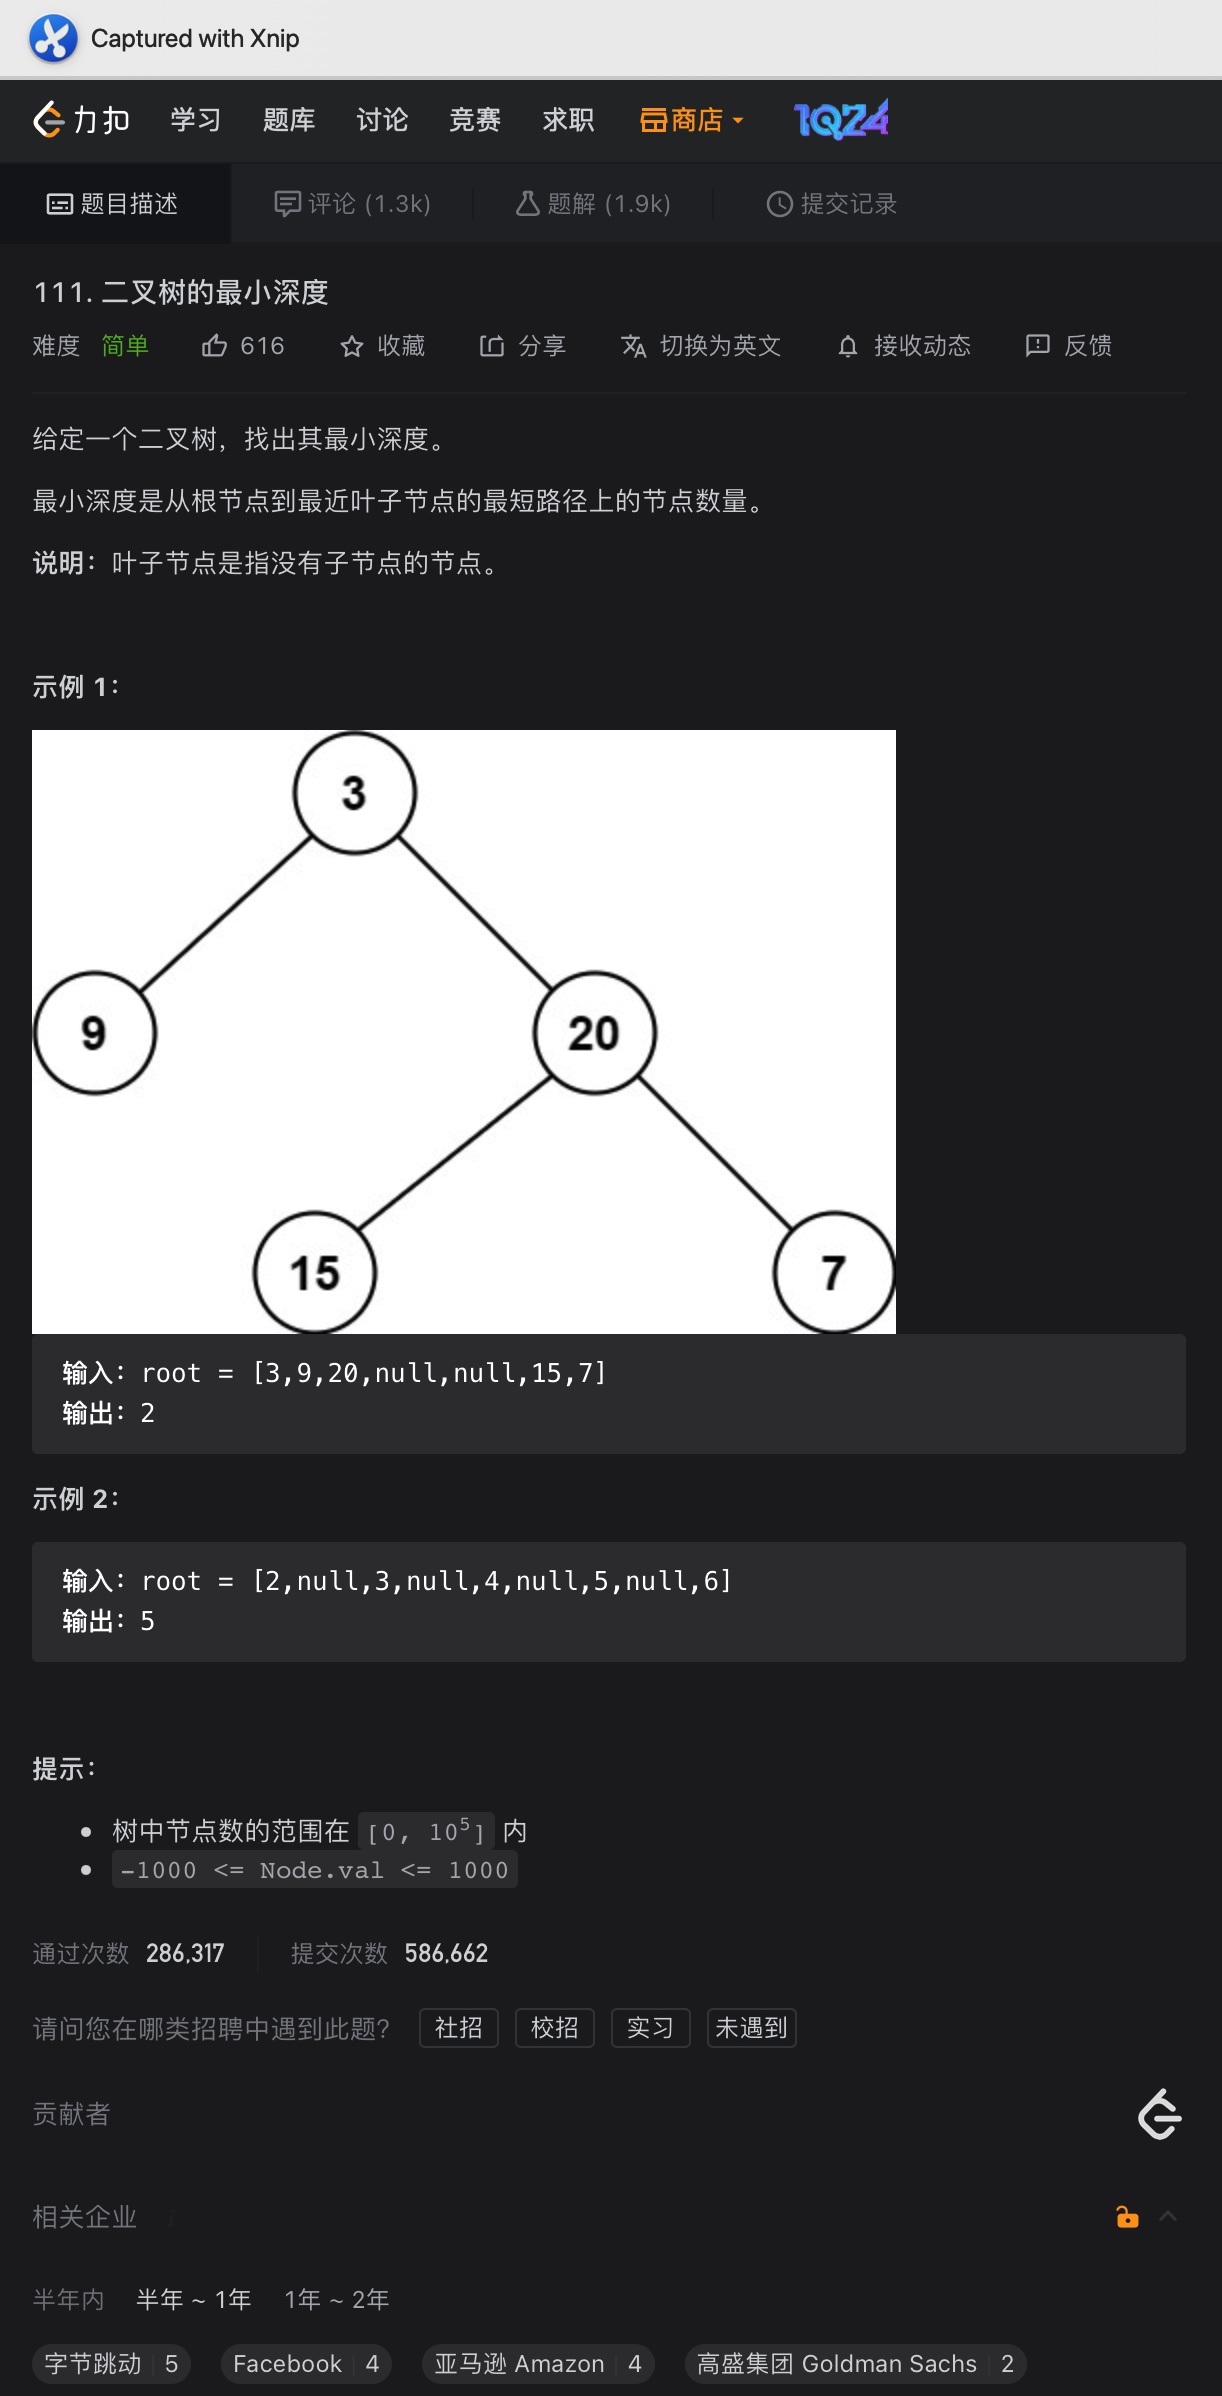 Captured with Xnip
力扣 学习 题库 讨论 竞赛 求职 商店 1024
题目描述 评论 (1.3k) 题解 (1.9k) 提交记录
111. 二叉树的最小深度
难度 简单 616 收藏 分享 切换为英文 接收动态 反馈
给定一个二叉树，找出其最小深度。
最小深度是从根节点到最近叶子节点的最短路径上的节点数量。
说明：叶子节点是指没有子节点的节点。
示例 1：
3
9 20
15 7
输入：root = [3,9,20,null,null,15,7]
输出：2
示例 2：
输入：root = [2,null,3,null,4,null,5,null,6]
输出：5
提示：
树中节点数的范围在 [0, 10⁵] 内
-1000 <= Node.val <= 1000
通过次数 286,317 提交次数 586,662
请问您在哪类招聘中遇到此题？ 社招 校招 实习 未遇到
贡献者
相关企业
半年内 半年 ~ 1年 1年 ~ 2年
字节跳动 5 Facebook 4 亚马逊 Amazon 4 高盛集团 Goldman Sachs 2